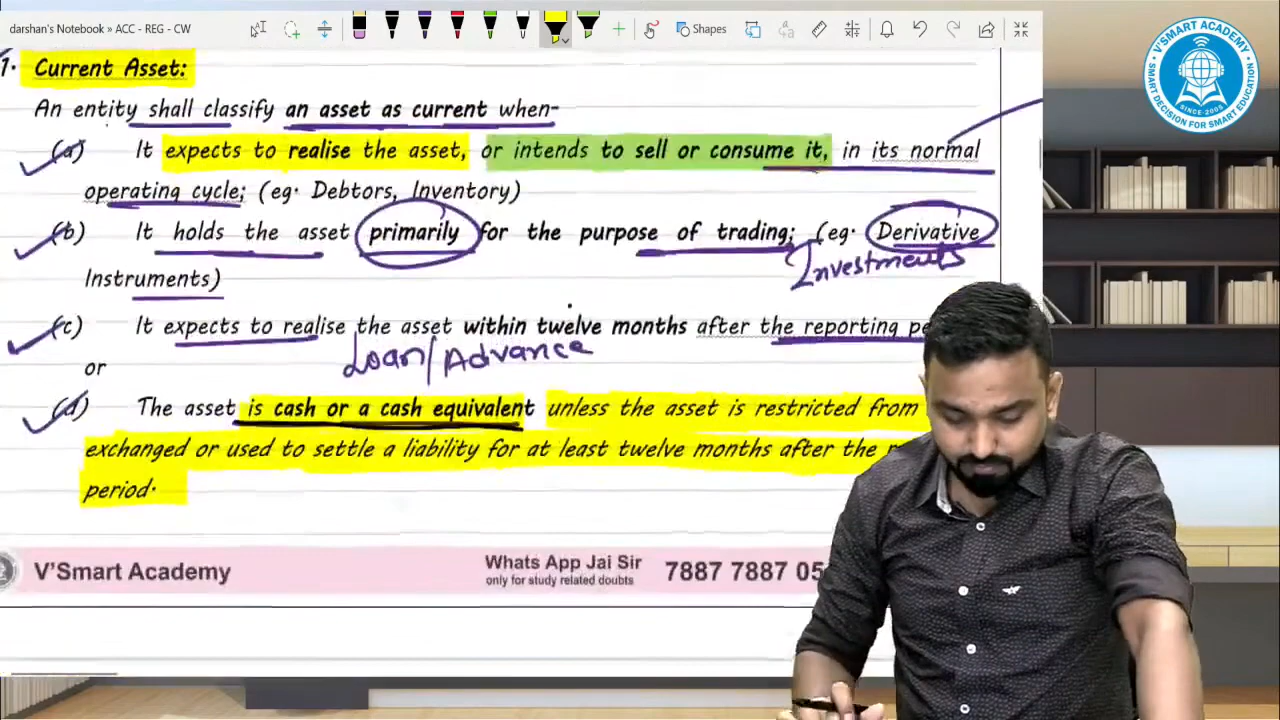 darshan's Notebook » ACC - REG - CW
Shapes
V'SMART ACADEMY
SINCE-2005
SMART DECISION FOR SMART EDUCATION
1. Current Asset:
An entity shall classify an asset as current when-
(a) It expects to realise the asset, or intends to sell or consume it, in its normal
operating cycle; (eg. Debtors, Inventory)
(b) It holds the asset primarily for the purpose of trading; (eg. Derivative
Investments
Instruments)
(c) It expects to realise the asset within twelve months after the reporting
Loan/Advance
or
(d) The asset is cash or a cash equivalent unless the asset is restricted from
exchanged or used to settle a liability for at least twelve months after the
period.
V'Smart Academy
Whats App Jai Sir
only for study related doubts
7887 7887 05